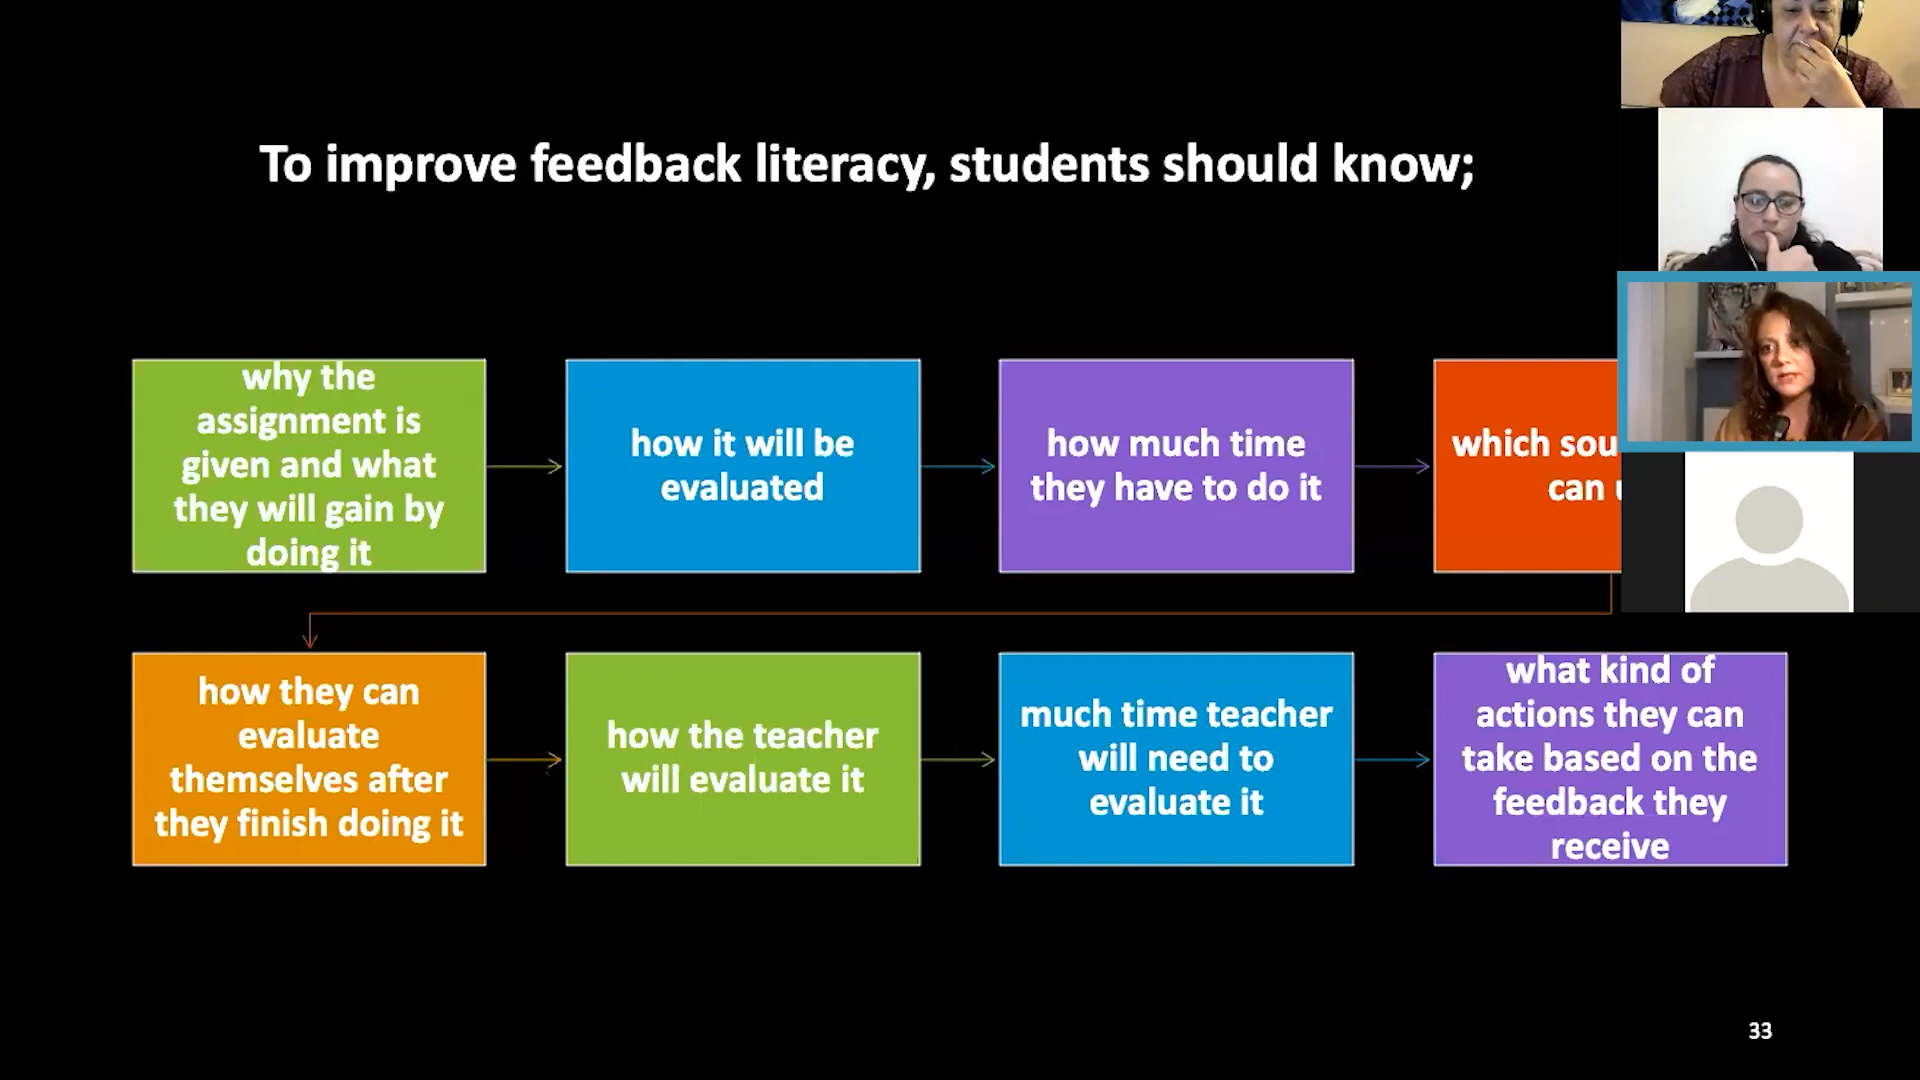 To improve feedback literacy, students should know;
why the
assignment is
given and what
they will gain by
doing it
how it will be
evaluated
how much time
they have to do it
which
can
how they can
evaluate
themselves after
they finish doing it
how the teacher
will evaluate it
much time teacher
will need to
evaluate it
what kind of
actions they can
take based on the
feedback they
receive
33